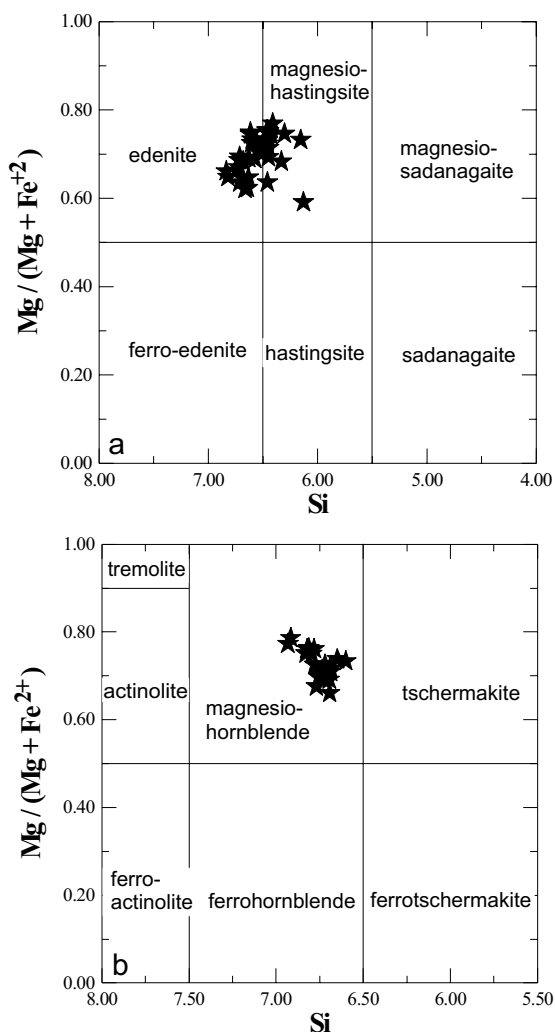 1.00
magnesio-
hastingsite
0.80
edenite
magnesio-
sadanagaite
0.60
Mg / (Mg + Fe+2)
0.40
ferro-edenite
hastingsite
sadanagaite
0.20
a
0.00
8.00
7.00
6.00
5.00
4.00
Si
1.00
tremolite
0.80
actinolite
magnesio-
hornblende
tschermakite
0.60
Mg / (Mg + Fe2+)
0.40
ferro-
actinolite
ferrohornblende
ferrotschermakite
0.20
b
0.00
8.00
7.50
7.00
6.50
6.00
5.50
Si